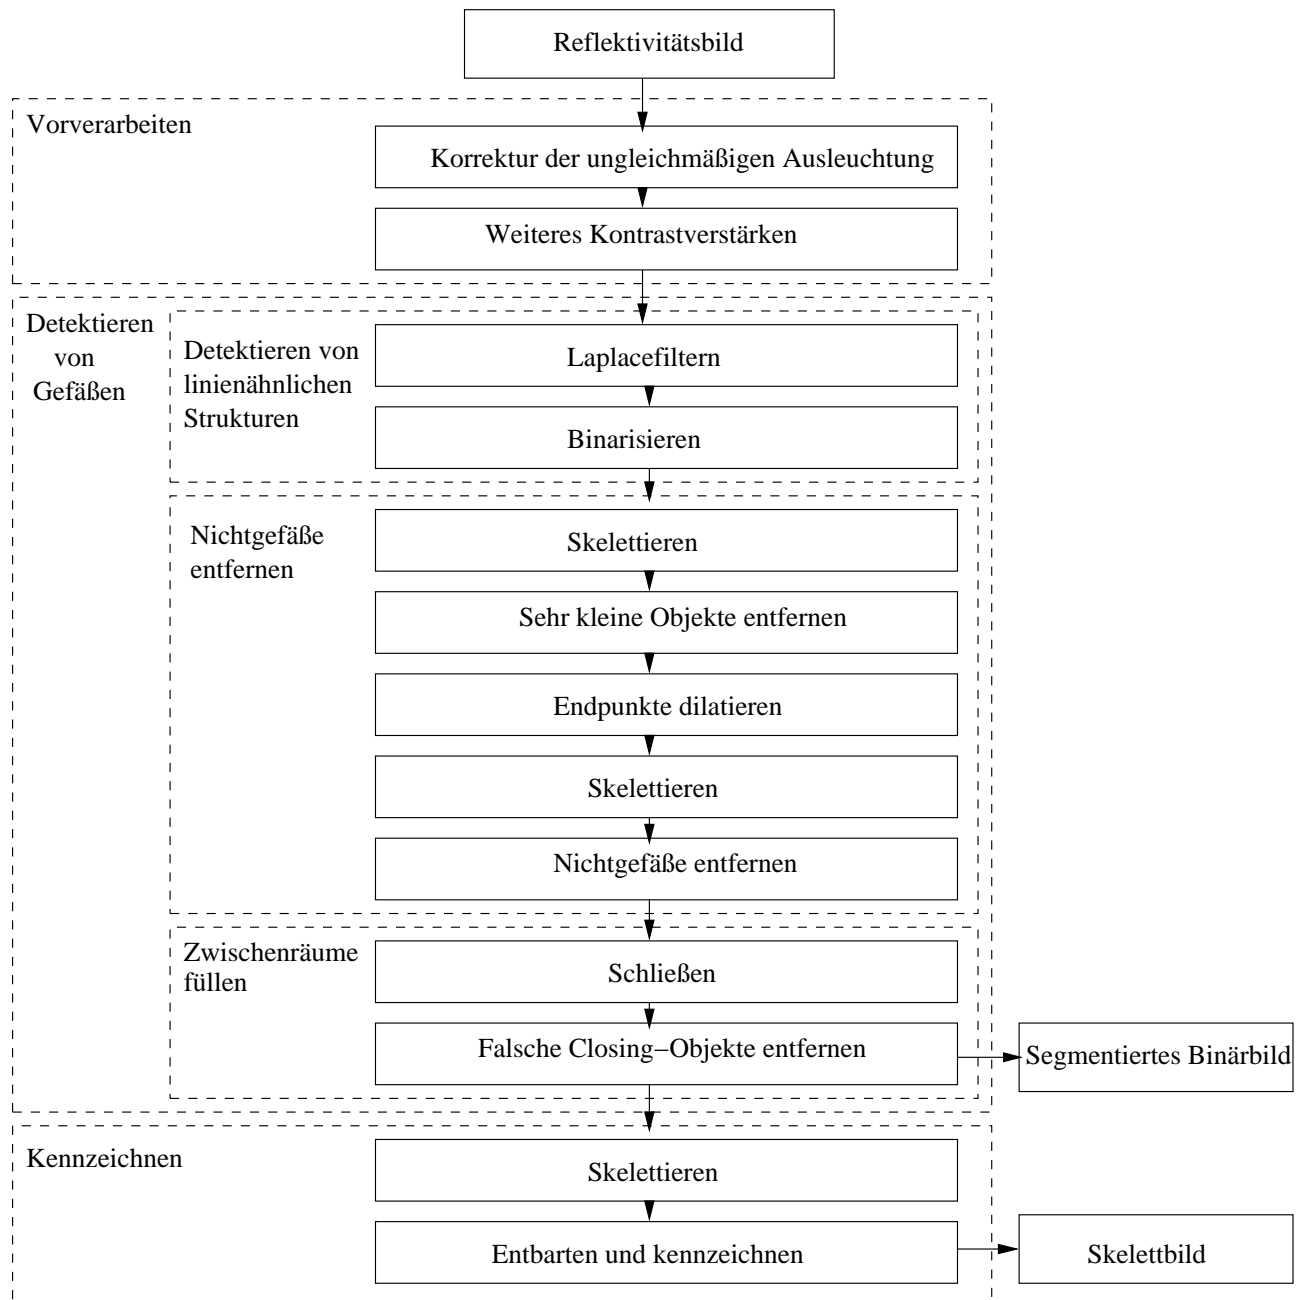 Reflektivitätsbild
Vorverarbeiten
Korrektur der ungleichmäßigen Ausleuchtung
Weiteres Kontrastverstärken
Detektieren
von
Gefäßen
Detektieren von
linienähnlichen
Strukturen
Laplacefiltern
Binarisieren
Nichtgefäße
entfernen
Skelettieren
Sehr kleine Objekte entfernen
Endpunkte dilatieren
Skelettieren
Nichtgefäße entfernen
Zwischenräume
füllen
Schließen
Falsche Closing−Objekte entfernen
Segmentiertes Binärbild
Kennzeichnen
Skelettieren
Entbarten und kennzeichnen
Skelettbild